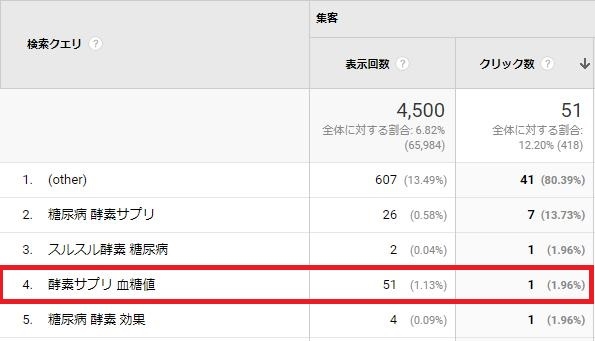 集客
検索クエリ ?
表示回数 ? クリック数 ? ↓
4,500 51
全体に対する割合: 6.82% 全体に対する割合:
(65,984) 12.20% (418)
1. (other) 607 (13.49%) 41 (80.39%)
2. 糖尿病 酵素サプリ 26 (0.58%) 7 (13.73%)
3. スルスル酵素 糖尿病 2 (0.04%) 1 (1.96%)
4. 酵素サプリ 血糖値 51 (1.13%) 1 (1.96%)
5. 糖尿病 酵素 効果 4 (0.09%) 1 (1.96%)